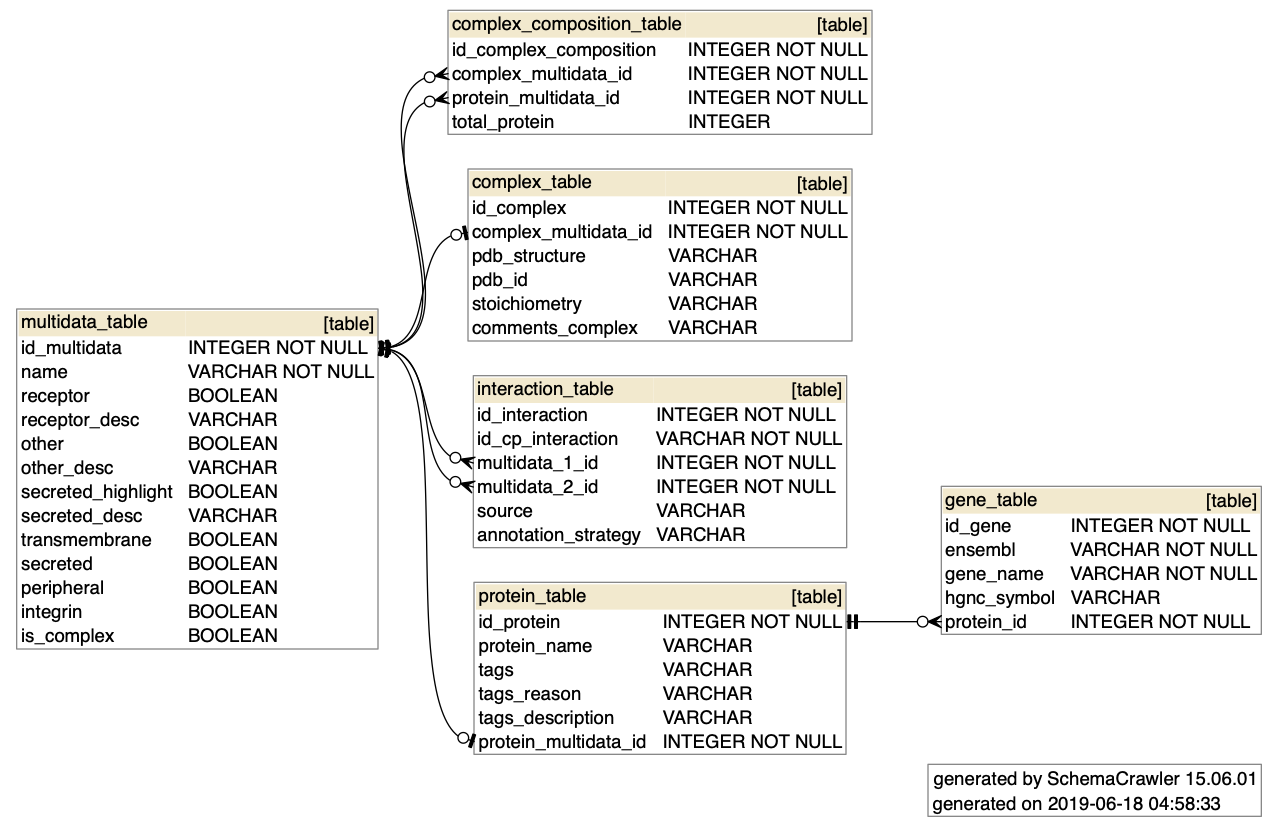 complex_composition_table [table]
id_complex_composition INTEGER NOT NULL
complex_multidata_id INTEGER NOT NULL
protein_multidata_id INTEGER NOT NULL
total_protein INTEGER
complex_table [table]
id_complex INTEGER NOT NULL
complex_multidata_id INTEGER NOT NULL
pdb_structure VARCHAR
pdb_id VARCHAR
stoichiometry VARCHAR
comments_complex VARCHAR
multidata_table [table]
id_multidata INTEGER NOT NULL
name VARCHAR NOT NULL
receptor BOOLEAN
receptor_desc VARCHAR
other BOOLEAN
other_desc VARCHAR
secreted_highlight BOOLEAN
secreted_desc VARCHAR
transmembrane BOOLEAN
secreted BOOLEAN
peripheral BOOLEAN
integrin BOOLEAN
is_complex BOOLEAN
interaction_table [table]
id_interaction INTEGER NOT NULL
id_cp_interaction VARCHAR NOT NULL
multidata_1_id INTEGER NOT NULL
multidata_2_id INTEGER NOT NULL
source VARCHAR
annotation_strategy VARCHAR
protein_table [table]
id_protein INTEGER NOT NULL
protein_name VARCHAR
tags VARCHAR
tags_reason VARCHAR
tags_description VARCHAR
protein_multidata_id INTEGER NOT NULL
gene_table [table]
id_gene INTEGER NOT NULL
ensembl VARCHAR NOT NULL
gene_name VARCHAR NOT NULL
hgnc_symbol VARCHAR
protein_id INTEGER NOT NULL
generated by SchemaCrawler 15.06.01
generated on 2019-06-18 04:58:33